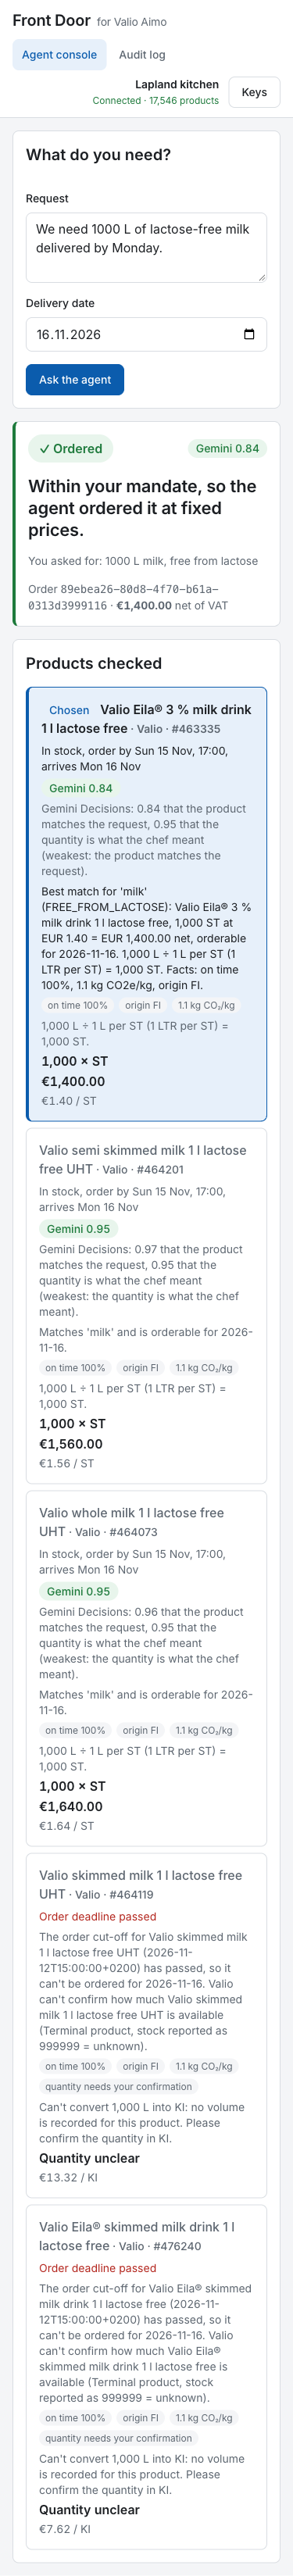 Front Door for Valio Aimo
Agent console Audit log
Lapland kitchen
Connected · 17,546 products
Keys
What do you need?
Request
We need 1000 L of lactose-free milk
delivered by Monday.
Delivery date
16.11.2026
Ask the agent
✓ Ordered
Gemini 0.84
Within your mandate, so the
agent ordered it at fixed
prices.
You asked for: 1000 L milk, free from lactose
Order 89ebea26-80d8-4f70-b61a-
0313d3999116 · €1,400.00 net of VAT
Products checked
Chosen Valio Eila® 3 % milk drink
1 l lactose free · Valio · #463335
In stock, order by Sun 15 Nov, 17:00,
arrives Mon 16 Nov
Gemini 0.84
Gemini Decisions: 0.84 that the product
matches the request, 0.95 that the
quantity is what the chef meant
(weakest: the product matches the
request).
Best match for 'milk'
(FREE_FROM_LACTOSE): Valio Eila® 3 %
milk drink 1 l lactose free, 1,000 ST at
EUR 1.40 = EUR 1,400.00 net, orderable
for 2026-11-16. 1,000 L ÷ 1 L per ST (1
LTR per ST) = 1,000 ST. Facts: on time
100%, 1.1 kg CO2e/kg, origin FI.
on time 100% origin FI 1.1 kg CO₂/kg
1,000 L ÷ 1 L per ST (1 LTR per ST) =
1,000 ST.
1,000 × ST
€1,400.00
€1.40 / ST
Valio semi skimmed milk 1 l lactose
free UHT · Valio · #464201
In stock, order by Sun 15 Nov, 17:00,
arrives Mon 16 Nov
Gemini 0.95
Gemini Decisions: 0.97 that the product
matches the request, 0.95 that the
quantity is what the chef meant
(weakest: the quantity is what the chef
meant).
Matches 'milk' and is orderable for 2026-
11-16.
on time 100% origin FI 1.1 kg CO₂/kg
1,000 L ÷ 1 L per ST (1 LTR per ST) =
1,000 ST.
1,000 × ST
€1,560.00
€1.56 / ST
Valio whole milk 1 l lactose free
UHT · Valio · #464073
In stock, order by Sun 15 Nov, 17:00,
arrives Mon 16 Nov
Gemini 0.95
Gemini Decisions: 0.96 that the product
matches the request, 0.95 that the
quantity is what the chef meant
(weakest: the quantity is what the chef
meant).
Matches 'milk' and is orderable for 2026-
11-16.
on time 100% origin FI 1.1 kg CO₂/kg
1,000 L ÷ 1 L per ST (1 LTR per ST) =
1,000 ST.
1,000 × ST
€1,640.00
€1.64 / ST
Valio skimmed milk 1 l lactose free
UHT · Valio · #464119
Order deadline passed
The order cut-off for Valio skimmed milk
1 l lactose free UHT (2026-11-
12T15:00:00+0200) has passed, so it
can't be ordered for 2026-11-16. Valio
can't confirm how much Valio skimmed
milk 1 l lactose free UHT is available
(Terminal product, stock reported as
999999 = unknown).
on time 100% origin FI 1.1 kg CO₂/kg
quantity needs your confirmation
Can't convert 1,000 L into KI: no volume
is recorded for this product. Please
confirm the quantity in KI.
Quantity unclear
€13.32 / KI
Valio Eila® skimmed milk drink 1 l
lactose free · Valio · #476240
Order deadline passed
The order cut-off for Valio Eila® skimmed
milk drink 1 l lactose free (2026-11-
12T15:00:00+0200) has passed, so it
can't be ordered for 2026-11-16. Valio
can't confirm how much Valio Eila®
skimmed milk drink 1 l lactose free is
available (Terminal product, stock
reported as 999999 = unknown).
on time 100% origin FI 1.1 kg CO₂/kg
quantity needs your confirmation
Can't convert 1,000 L into KI: no volume
is recorded for this product. Please
confirm the quantity in KI.
Quantity unclear
€7.62 / KI